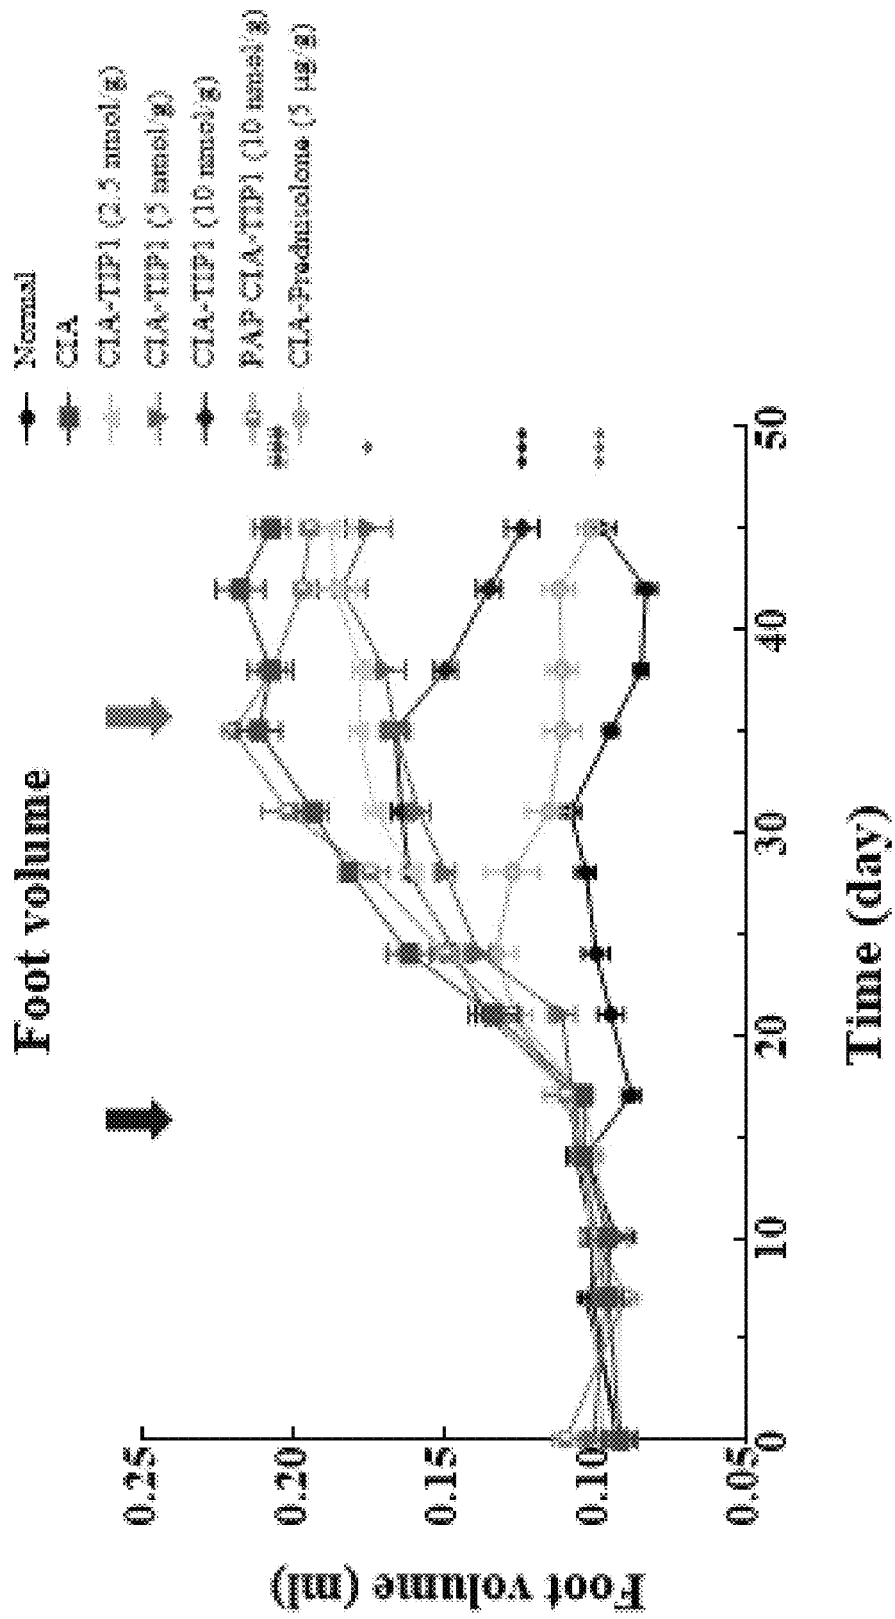 Foot volume
Normal
CIA
CIA-TIP1 (2.5 nmol/g)
CIA-TIP1 (5 nmol/g)
CIA-TIP1 (10 nmol/g)
PAP CIA-TIP1 (10 nmol/g)
CIA-Prednisolone (5 µg/g)
Foot volume (ml)
0.25
0.20
0.15
0.10
0.05
0
10
20
30
40
50
Time (day)